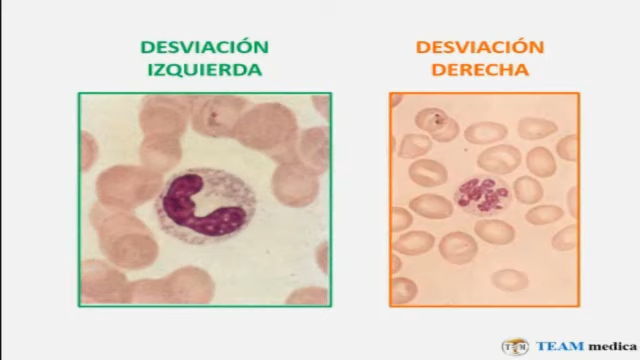 DESVIACIÓN
IZQUIERDA
DESVIACIÓN
DERECHA
TEAM medica